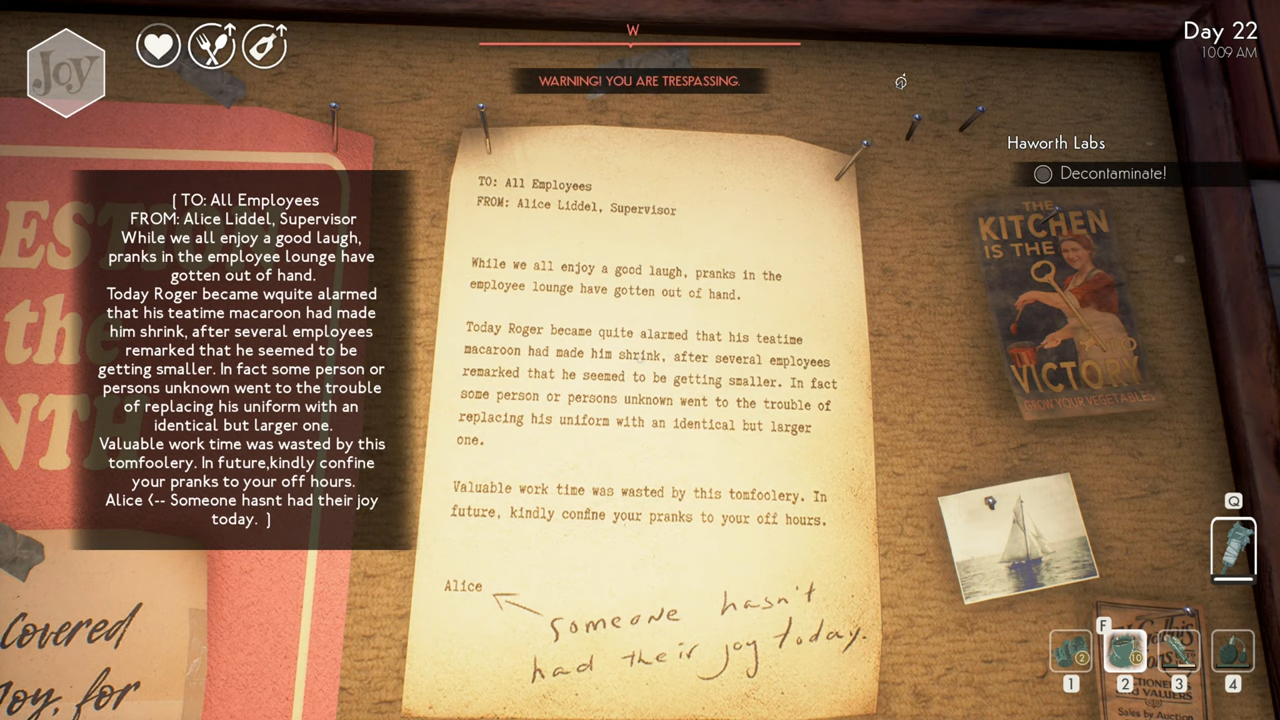 Joy
W
WARNING! YOU ARE TRESPASSING.
Day 22
10:09 AM
Haworth Labs
Decontaminate!
[ TO: All Employees
FROM: Alice Liddel, Supervisor
While we all enjoy a good laugh,
pranks in the employee lounge have
gotten out of hand.
Today Roger became wquite alarmed
that his teatime macaroon had made
him shrink, after several employees
remarked that he seemed to be
getting smaller. In fact some person or
persons unknown went to the trouble
of replacing his uniform with an
identical but larger one.
Valuable work time was wasted by this
tomfoolery. In future,kindly confine
your pranks to your off hours.
Alice <-- Someone hasnt had their joy
today. ]
TO: All Employees
FROM: Alice Liddel, Supervisor
While we all enjoy a good laugh, pranks in the
employee lounge have gotten out of hand.
Today Roger became quite alarmed that his teatime
macaroon had made him shrink, after several employees
remarked that he seemed to be getting smaller. In fact
some person or persons unknown went to the trouble of
replacing his uniform with an identical but larger
one.
Valuable work time was wasted by this tomfoolery. In
future, kindly confine your pranks to your off hours.
Alice
Someone hasn't
had their joy today.
THE
KITCHEN
IS THE
VICTORY
GROW YOUR VEGETABLES
EST
the
NTH
Covered
Joy, for
Q
F
2
10
1
2
3
4
AND VALUERS
Sales by Auction